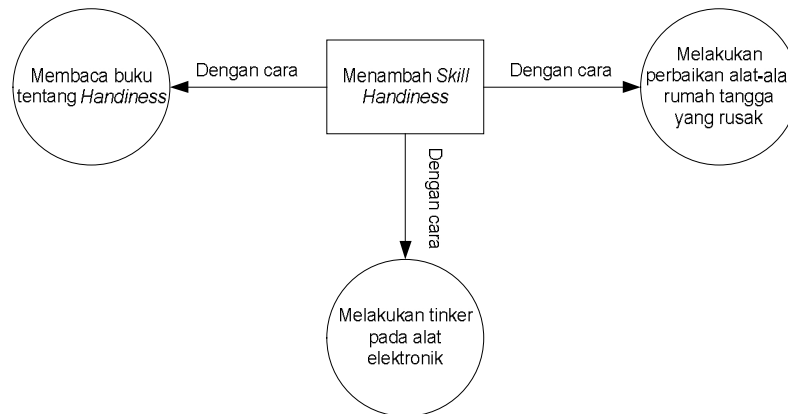 Membaca buku
tentang Handiness
Dengan cara
Menambah Skill
Handiness
Dengan cara
Melakukan
perbaikan alat-ala
rumah tangga
yang rusak
Dengan cara
Melakukan tinker
pada alat
elektronik